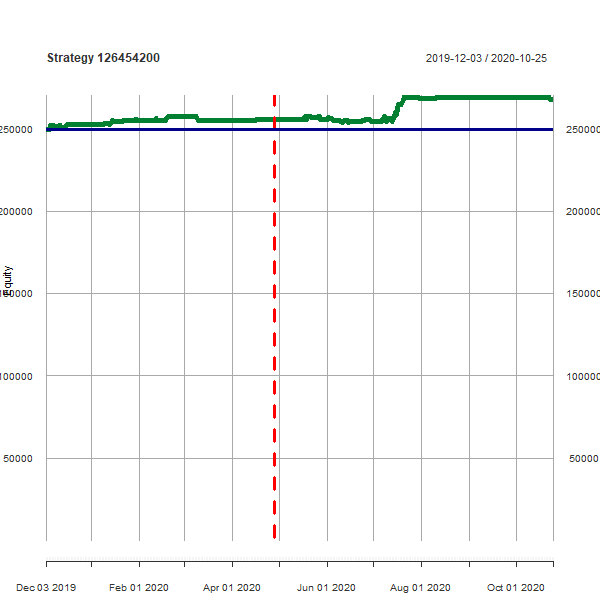 Strategy 126454200
2019-12-03 / 2020-10-25
250000
250000
200000
200000
Equity
150000
150000
100000
100000
50000
50000
Dec 03 2019
Feb 01 2020
Apr 01 2020
Jun 01 2020
Aug 01 2020
Oct 01 2020